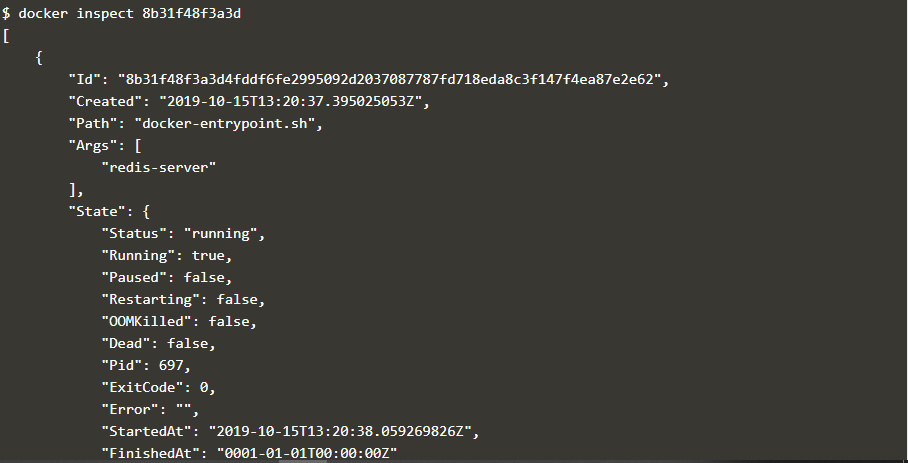 $ docker inspect 8b31f48f3a3d
[
    {
        "Id": "8b31f48f3a3d4fddf6fe2995092d2037087787fd718eda8c3f147f4ea87e2e62",
        "Created": "2019-10-15T13:20:37.395025053Z",
        "Path": "docker-entrypoint.sh",
        "Args": [
            "redis-server"
        ],
        "State": {
            "Status": "running",
            "Running": true,
            "Paused": false,
            "Restarting": false,
            "OOMKilled": false,
            "Dead": false,
            "Pid": 697,
            "ExitCode": 0,
            "Error": "",
            "StartedAt": "2019-10-15T13:20:38.059269826Z",
            "FinishedAt": "0001-01-01T00:00:00Z"